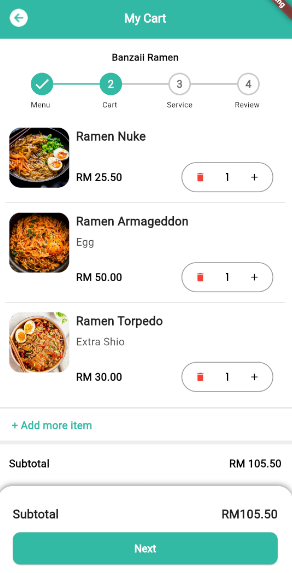 My Cart
Banzaii Ramen
2
3
4
Menu
Cart
Service
Review
Ramen Nuke
RM 25.50
1 +
Ramen Armageddon
Egg
RM 50.00
1 +
Ramen Torpedo
Extra Shio
RM 30.00
1 +
+ Add more item
Subtotal RM 105.50
Subtotal RM105.50
Next